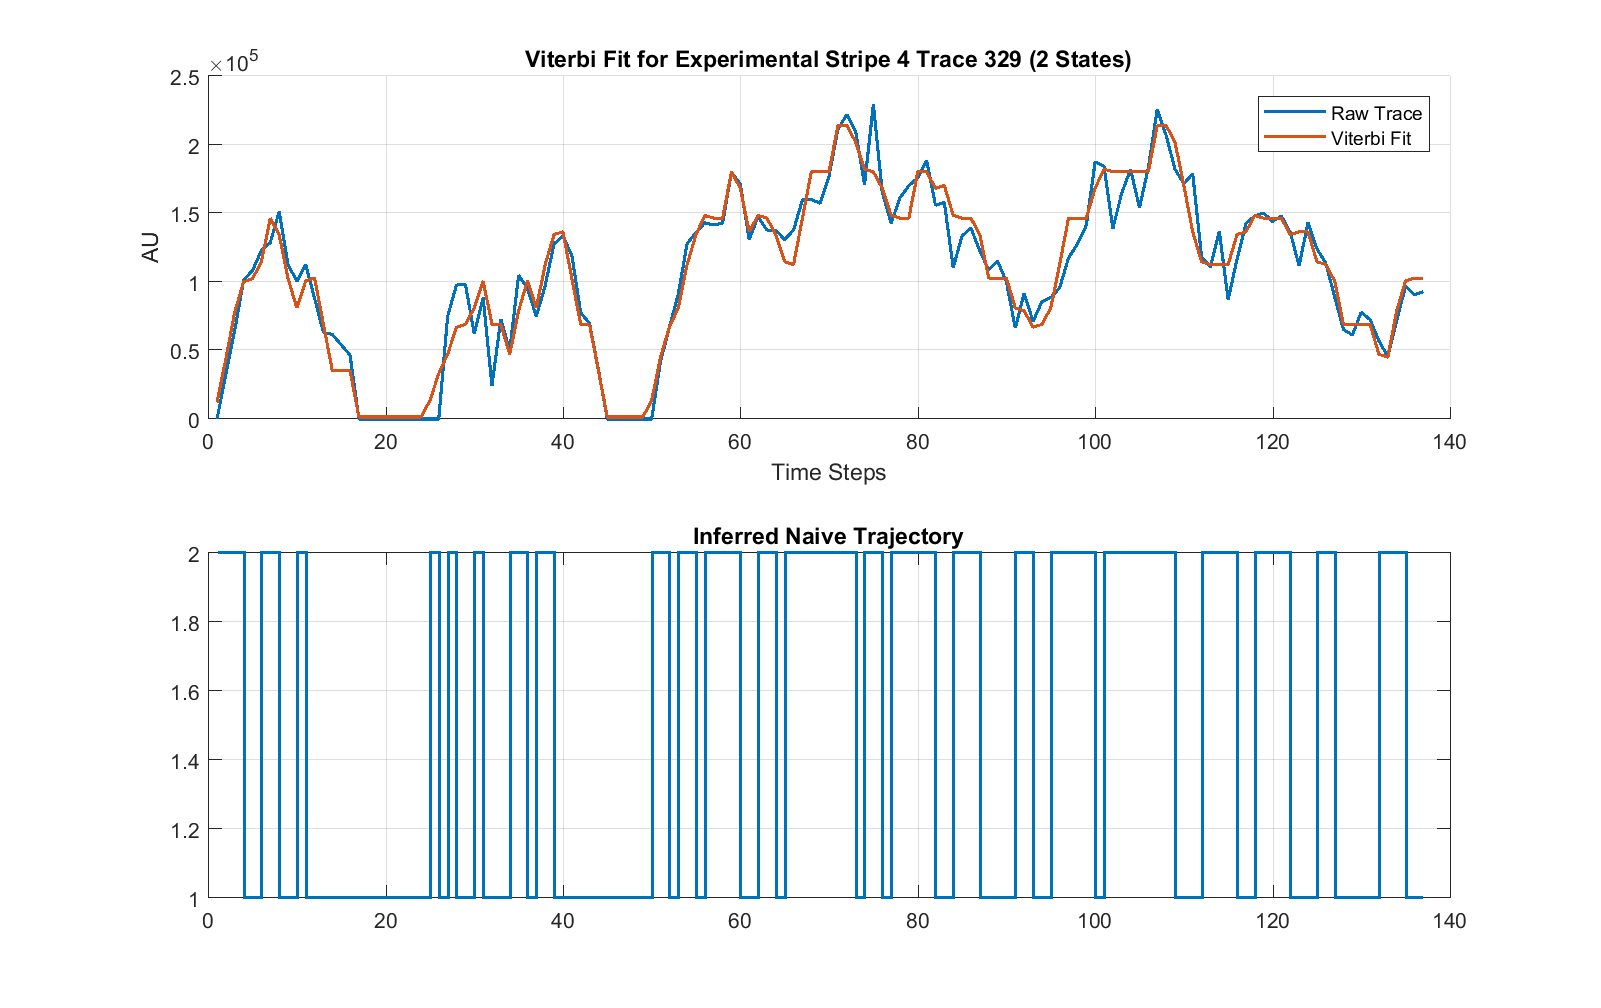 Viterbi Fit for Experimental Stripe 4 Trace 329 (2 States)
×10^5
2.5
2
1.5
1
0.5
0
AU
Raw Trace
Viterbi Fit
0 20 40 60 80 100 120 140
Time Steps
Inferred Naive Trajectory
2
1.8
1.6
1.4
1.2
1
0 20 40 60 80 100 120 140